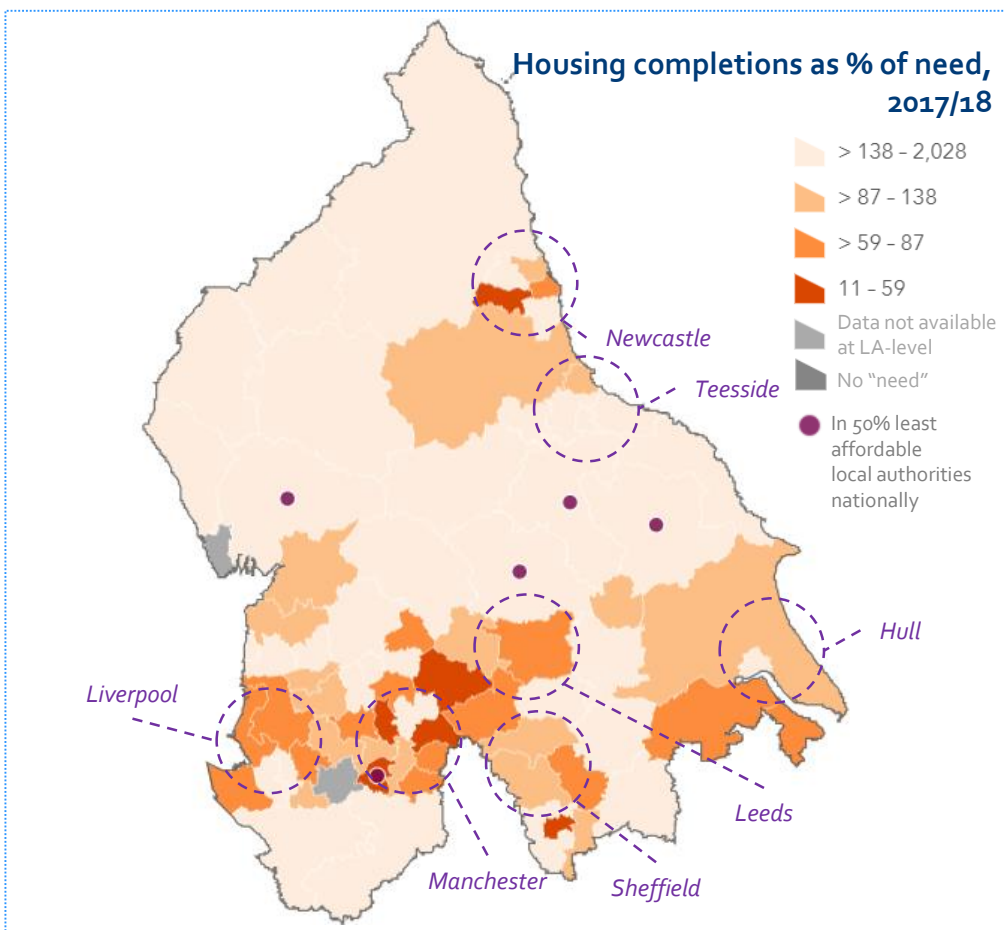 Housing completions as % of need,
2017/18
> 138 - 2,028
> 87 - 138
> 59 - 87
11 - 59
Data not available
at LA-level
No “need”
In 50% least
affordable
local authorities
nationally
Newcastle
Teesside
Hull
Liverpool
Leeds
Manchester
Sheffield